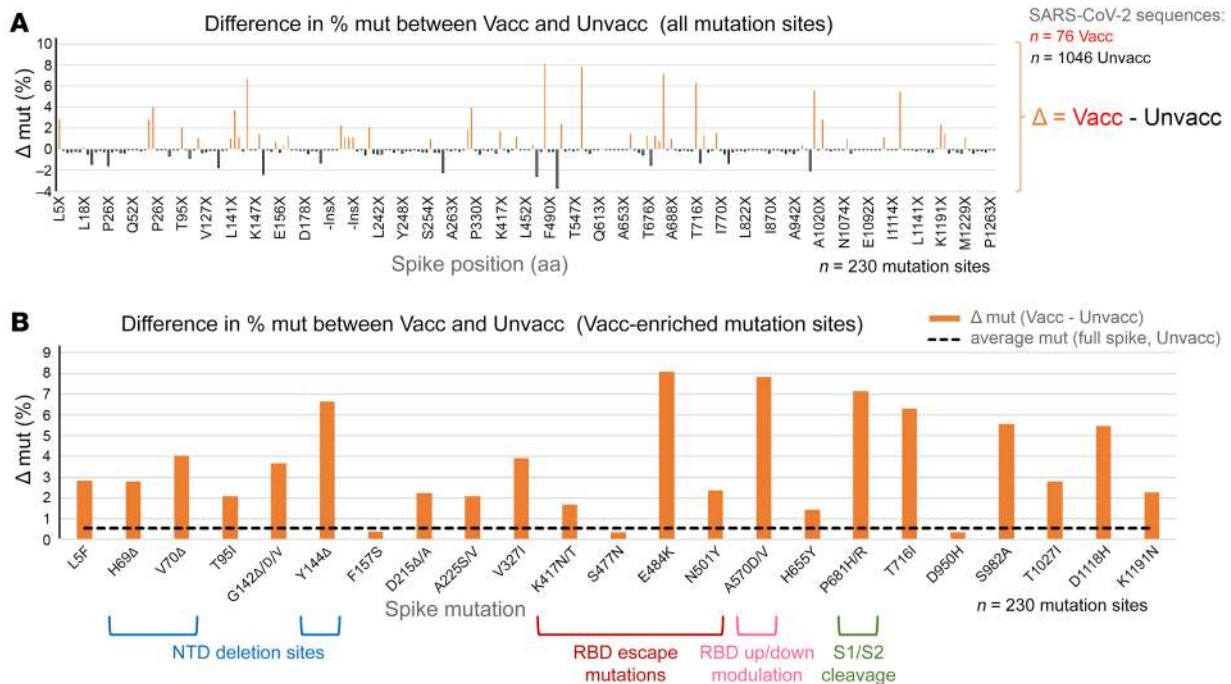 A
Difference in % mut between Vacc and Unvacc (all mutation sites)
SARS-CoV-2 sequences:
n = 76 Vacc
n = 1046 Unvacc
Δ = Vacc - Unvacc
Δ mut (%)
10
8
6
4
2
0
−2
−4
L5X
L18X
P26X
Q52X
P26X
T95X
V127X
L141X
K147X
E156X
D178X
-InsX
-InsX
L242X
Y248X
S254X
A263X
P330X
K417X
L452X
F490X
T547X
Q613X
A653X
T676X
A688X
T716X
I770X
L822X
I870X
A942X
A1020X
N1074X
E1092X
I1114X
L1141X
K1191X
M1229X
P1263X
Spike position (aa)
n = 230 mutation sites
B
Difference in % mut between Vacc and Unvacc (Vacc-enriched mutation sites)
Δ mut (Vacc - Unvacc)
average mut (full spike, Unvacc)
Δ mut (%)
9
8
7
6
5
4
3
2
1
0
L5F
H69Δ
V70Δ
T95I
G142Δ/D/V
Y144Δ
F157S
D215Δ/A
A225S/V
V327I
K417N/T
S477N
E484K
N501Y
A570D/V
H655Y
P681H/R
T716I
D950H
S982A
T1027I
D1118H
K1191N
Spike mutation
n = 230 mutation sites
NTD deletion sites
RBD escape
mutations
RBD up/down
modulation
S1/S2
cleavage